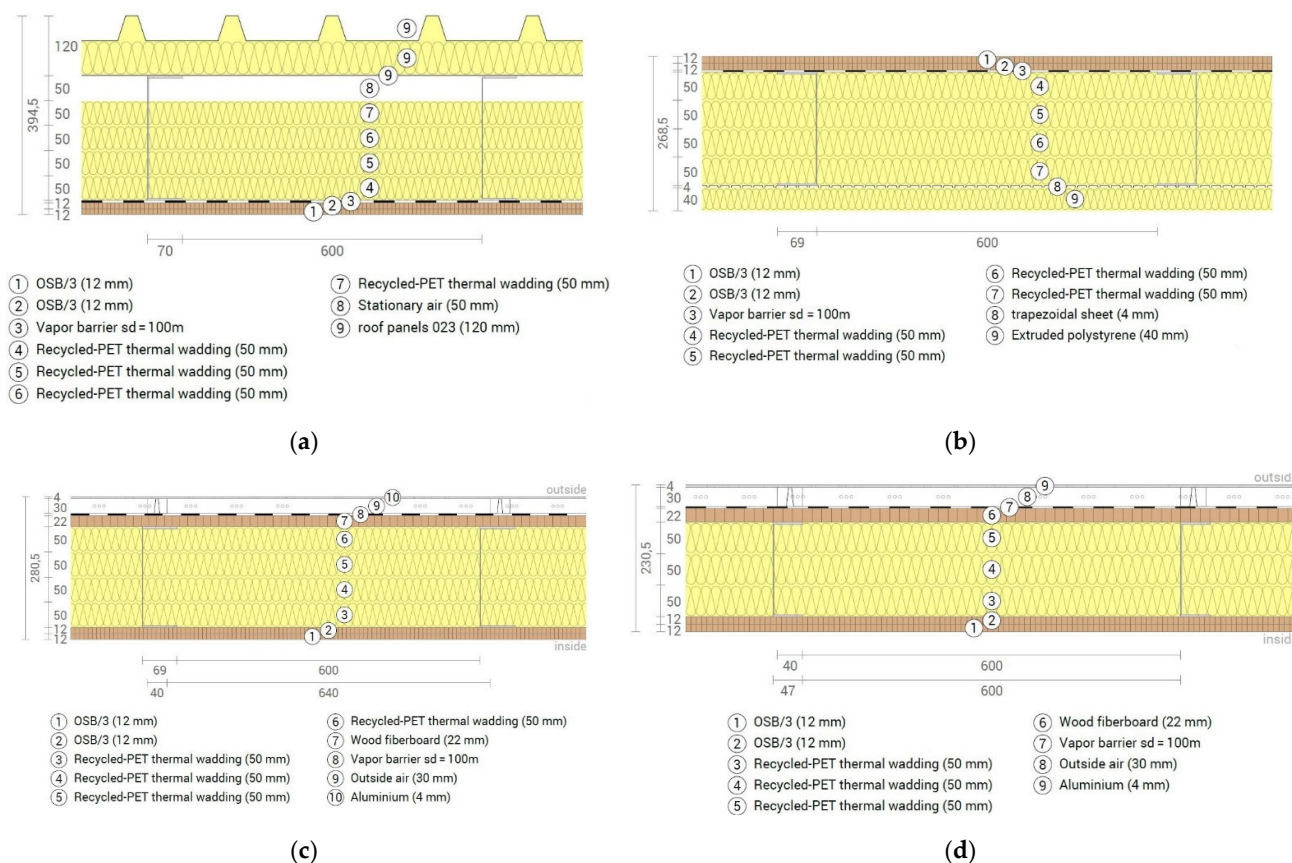 9
9
9
8
7
6
5
4
3
2
1
394,5
120
50
50
50
50
50
12
12
70
600
① OSB/3 (12 mm)
② OSB/3 (12 mm)
③ Vapor barrier sd = 100m
④ Recycled-PET thermal wadding (50 mm)
⑤ Recycled-PET thermal wadding (50 mm)
⑥ Recycled-PET thermal wadding (50 mm)
⑦ Recycled-PET thermal wadding (50 mm)
⑧ Stationary air (50 mm)
⑨ roof panels 023 (120 mm)
(a)
1
2
3
4
5
6
7
8
9
268,5
12
12
50
50
50
50
4
40
69
600
① OSB/3 (12 mm)
② OSB/3 (12 mm)
③ Vapor barrier sd = 100m
④ Recycled-PET thermal wadding (50 mm)
⑤ Recycled-PET thermal wadding (50 mm)
⑥ Recycled-PET thermal wadding (50 mm)
⑦ Recycled-PET thermal wadding (50 mm)
⑧ trapezoidal sheet (4 mm)
⑨ Extruded polystyrene (40 mm)
(b)
outside
10
9
8
7
6
5
4
3
2
1
inside
280,5
4
30
22
50
50
50
50
12
12
69
600
40
640
① OSB/3 (12 mm)
② OSB/3 (12 mm)
③ Recycled-PET thermal wadding (50 mm)
④ Recycled-PET thermal wadding (50 mm)
⑤ Recycled-PET thermal wadding (50 mm)
⑥ Recycled-PET thermal wadding (50 mm)
⑦ Wood fiberboard (22 mm)
⑧ Vapor barrier sd = 100m
⑨ Outside air (30 mm)
⑩ Aluminium (4 mm)
(c)
outsid
9
8
7
6
5
4
3
2
1
insid
230,5
4
30
22
50
50
50
12
12
40
600
47
600
① OSB/3 (12 mm)
② OSB/3 (12 mm)
③ Recycled-PET thermal wadding (50 mm)
④ Recycled-PET thermal wadding (50 mm)
⑤ Recycled-PET thermal wadding (50 mm)
⑥ Wood fiberboard (22 mm)
⑦ Vapor barrier sd = 100m
⑧ Outside air (30 mm)
⑨ Aluminium (4 mm)
(d)